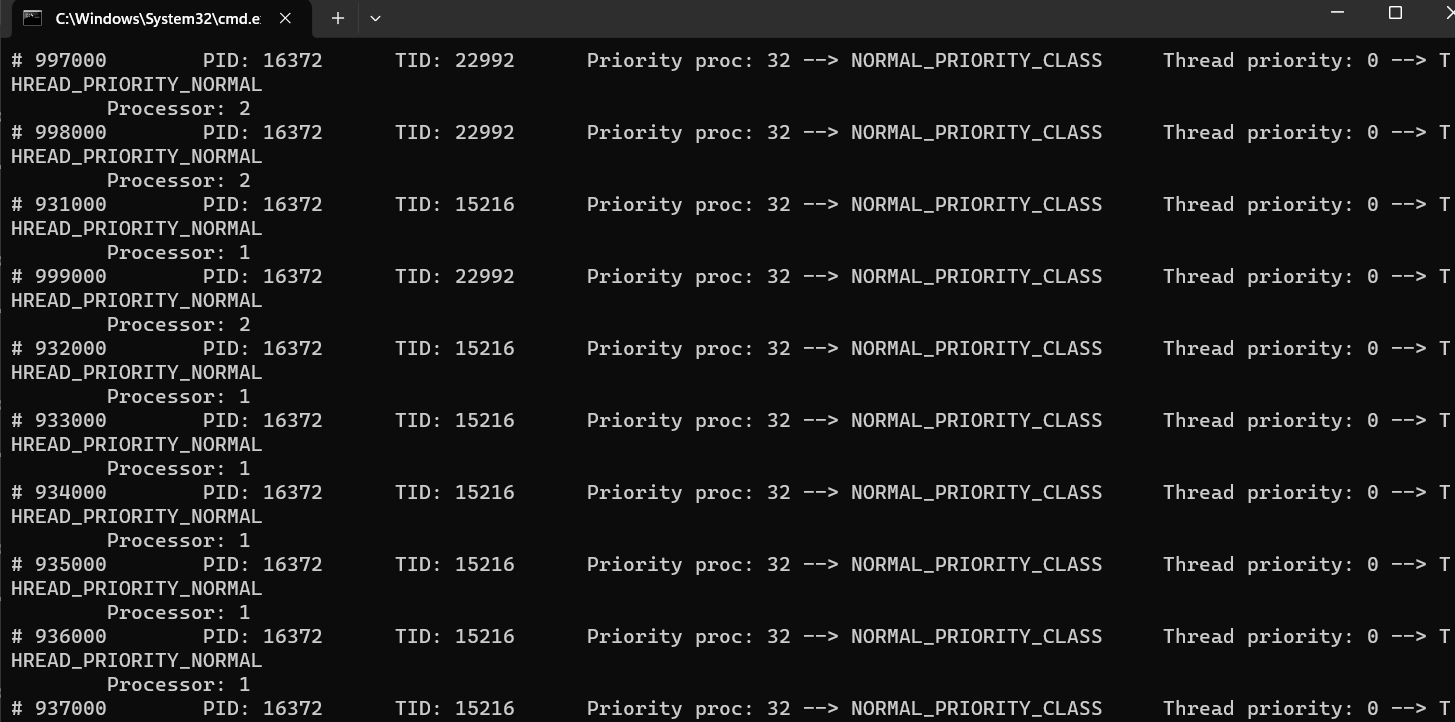 C:\Windows\System32\cmd.e
# 997000        PID: 16372      TID: 22992      Priority proc: 32 --> NORMAL_PRIORITY_CLASS     Thread priority: 0 --> T
HREAD_PRIORITY_NORMAL
        Processor: 2
# 998000        PID: 16372      TID: 22992      Priority proc: 32 --> NORMAL_PRIORITY_CLASS     Thread priority: 0 --> T
HREAD_PRIORITY_NORMAL
        Processor: 2
# 931000        PID: 16372      TID: 15216      Priority proc: 32 --> NORMAL_PRIORITY_CLASS     Thread priority: 0 --> T
HREAD_PRIORITY_NORMAL
        Processor: 1
# 999000        PID: 16372      TID: 22992      Priority proc: 32 --> NORMAL_PRIORITY_CLASS     Thread priority: 0 --> T
HREAD_PRIORITY_NORMAL
        Processor: 2
# 932000        PID: 16372      TID: 15216      Priority proc: 32 --> NORMAL_PRIORITY_CLASS     Thread priority: 0 --> T
HREAD_PRIORITY_NORMAL
        Processor: 1
# 933000        PID: 16372      TID: 15216      Priority proc: 32 --> NORMAL_PRIORITY_CLASS     Thread priority: 0 --> T
HREAD_PRIORITY_NORMAL
        Processor: 1
# 934000        PID: 16372      TID: 15216      Priority proc: 32 --> NORMAL_PRIORITY_CLASS     Thread priority: 0 --> T
HREAD_PRIORITY_NORMAL
        Processor: 1
# 935000        PID: 16372      TID: 15216      Priority proc: 32 --> NORMAL_PRIORITY_CLASS     Thread priority: 0 --> T
HREAD_PRIORITY_NORMAL
        Processor: 1
# 936000        PID: 16372      TID: 15216      Priority proc: 32 --> NORMAL_PRIORITY_CLASS     Thread priority: 0 --> T
HREAD_PRIORITY_NORMAL
        Processor: 1
# 937000        PID: 16372      TID: 15216      Priority proc: 32 --> NORMAL_PRIORITY_CLASS     Thread priority: 0 --> T